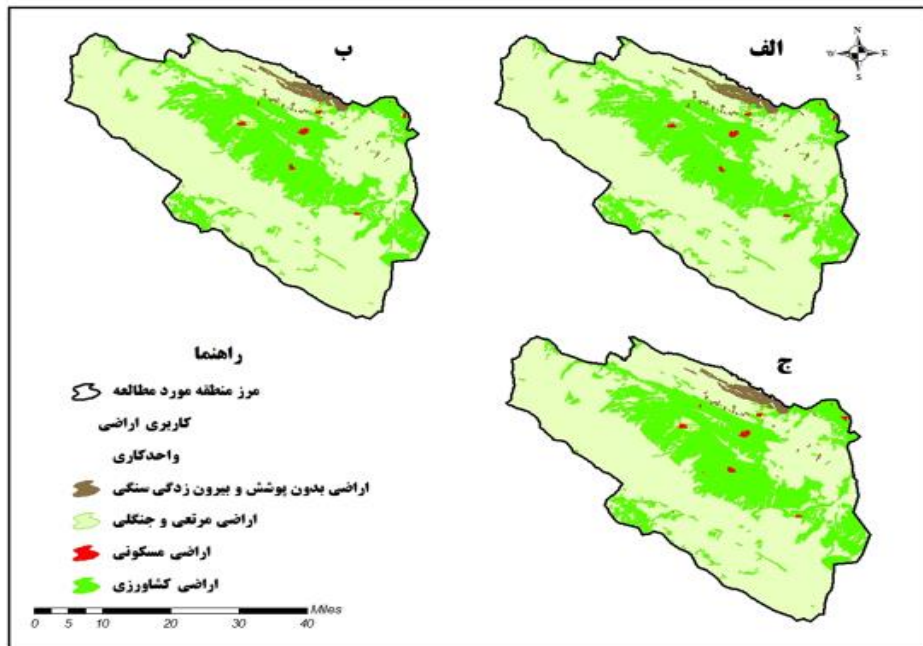 الف
ب
N
W E
S
ج
راهنما
مرز منطقه مورد مطالعه
کاربری اراضی
واحدکاری
اراضی بدون پوشش و بیرون زدگی سنگی
اراضی مرتعی و جنگلی
اراضی مسکونی
اراضی کشاورزی
Miles
0 5 10 20 30 40